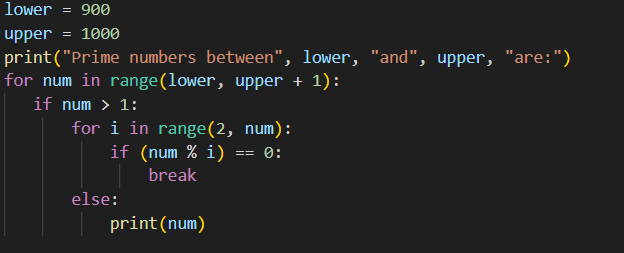 lower = 900
upper = 1000
print("Prime numbers between", lower, "and", upper, "are:")
for num in range(lower, upper + 1):
   if num > 1:
       for i in range(2, num):
           if (num % i) == 0:
               break
       else:
           print(num)